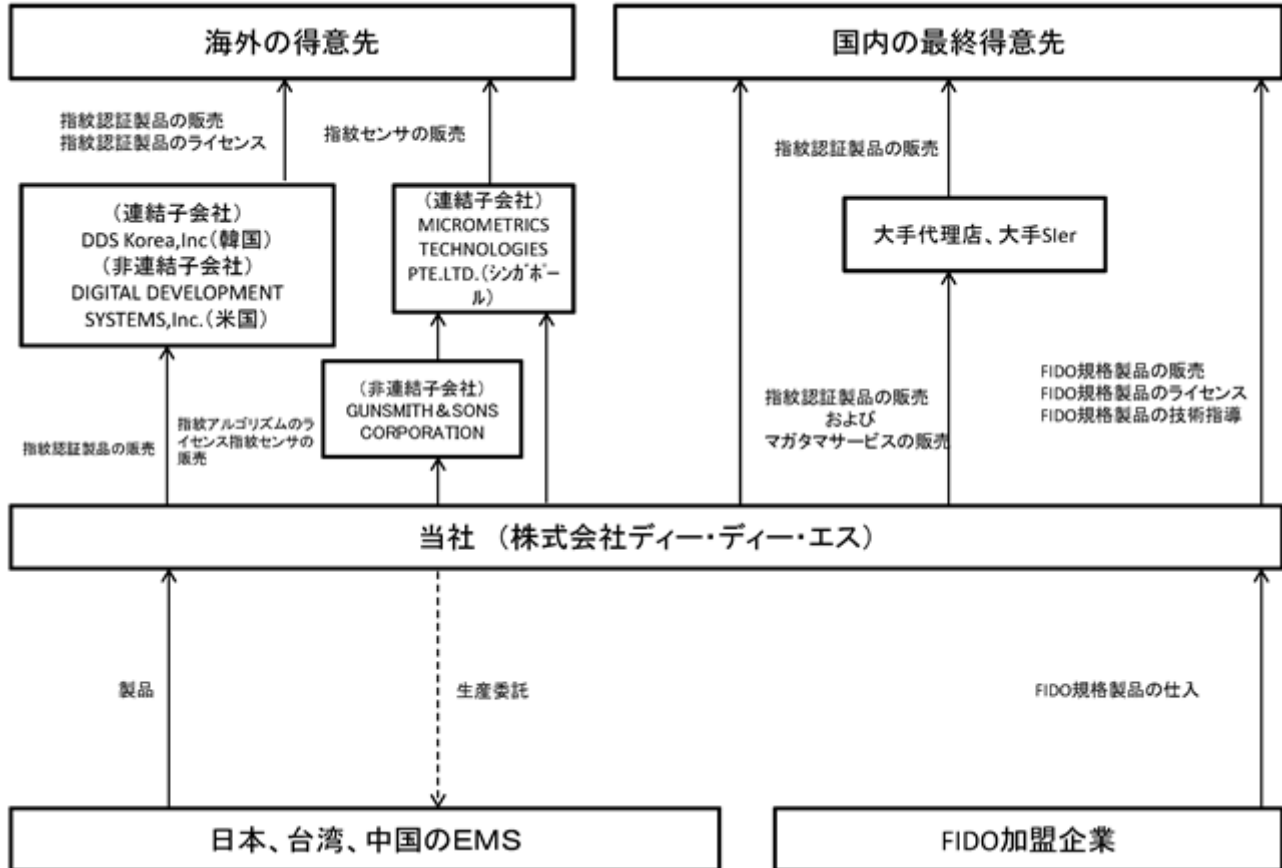 海外の得意先
国内の最終得意先
指紋認証製品の販売
指紋認証製品のライセンス
指紋センサの販売
指紋認証製品の販売
(連結子会社)
DDS Korea,Inc(韓国)
(非連結子会社)
DIGITAL DEVELOPMENT
SYSTEMS,Inc.(米国)
(連結子会社)
MICROMETRICS
TECHNOLOGIES
PTE.LTD.(シンガポー
ル)
大手代理店、大手SIer
(非連結子会社)
GUNSMITH&SONS
CORPORATION
指紋認証製品の販売
指紋アルゴリズムのラ
イセンス指紋センサの
販売
指紋認証製品の販売
および
マガタマサービスの販売
FIDO規格製品の販売
FIDO規格製品のライセンス
FIDO規格製品の技術指導
当社 (株式会社ディー・ディー・エス)
製品
生産委託
FIDO規格製品の仕入
日本、台湾、中国のEMS
FIDO加盟企業